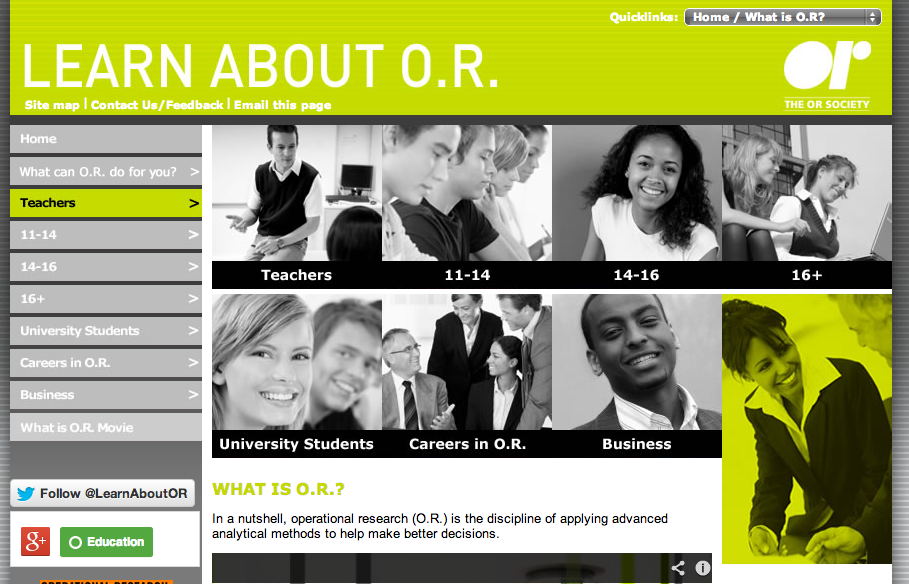 Quicklinks: Home / What is O.R?
LEARN ABOUT O.R.
Site map | Contact Us/Feedback | Email this page
or
THE OR SOCIETY
Home
What can O.R. do for you? >
Teachers >
11-14 >
14-16 >
16+ >
University Students >
Careers in O.R. >
Business >
What is O.R. Movie
Follow @LearnAboutOR
g+ Education
OPERATIONAL RESEARCH
Teachers
11-14
14-16
16+
University Students
Careers in O.R.
Business
WHAT IS O.R.?
In a nutshell, operational research (O.R.) is the discipline of applying advanced
analytical methods to help make better decisions.
i